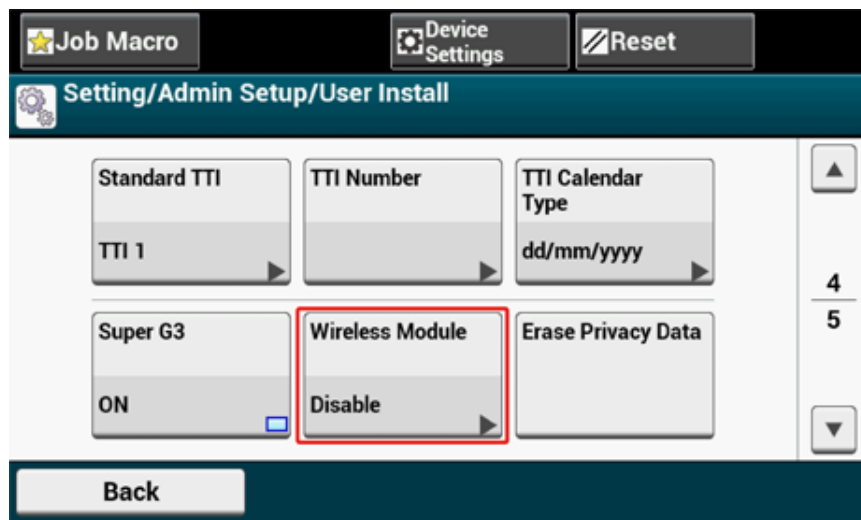 Job Macro
Device
Settings
Reset
Setting/Admin Setup/User Install
Standard TTI
TTI 1
TTI Number
TTI Calendar
Type
dd/mm/yyyy
4
5
Super G3
ON
Wireless Module
Disable
Erase Privacy Data
Back